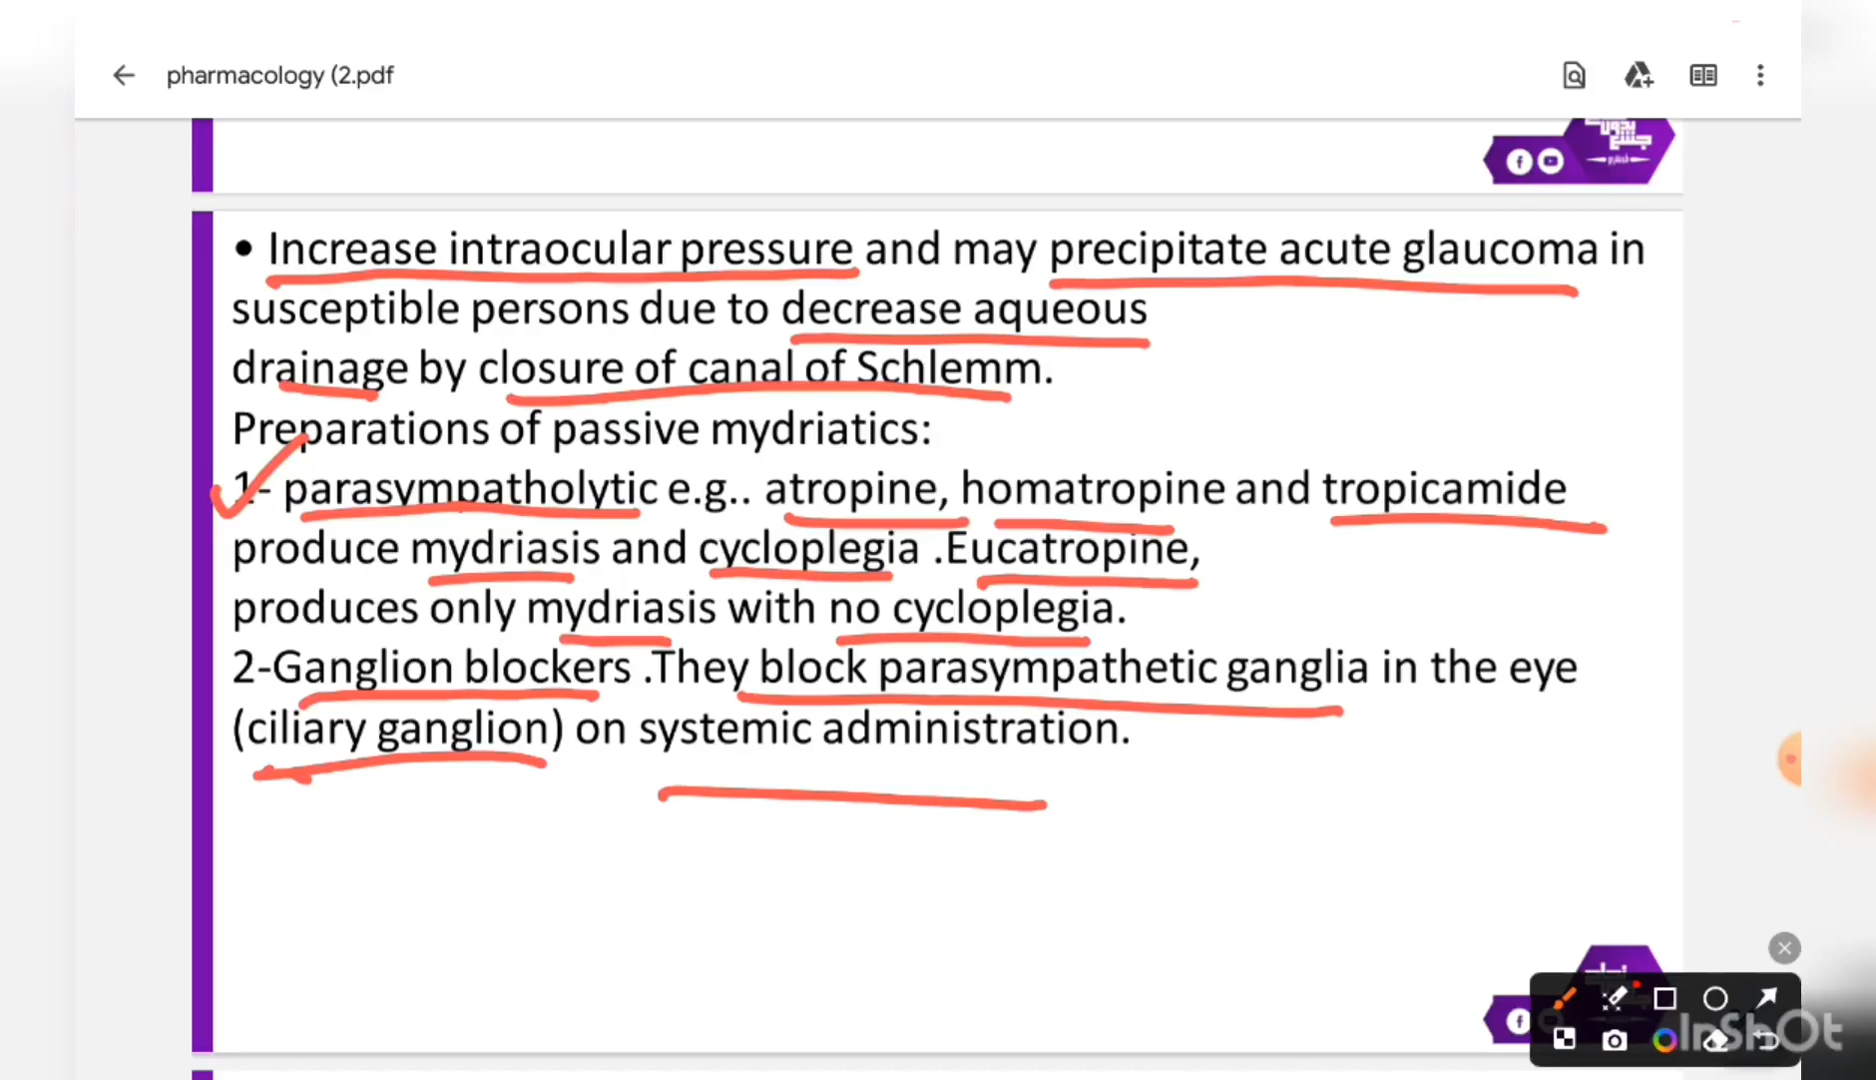 pharmacology (2.pdf
• Increase intraocular pressure and may precipitate acute glaucoma in
susceptible persons due to decrease aqueous
drainage by closure of canal of Schlemm.
Preparations of passive mydriatics:
1- parasympatholytic e.g.. atropine, homatropine and tropicamide
produce mydriasis and cycloplegia .Eucatropine,
produces only mydriasis with no cycloplegia.
2-Ganglion blockers .They block parasympathetic ganglia in the eye
(ciliary ganglion) on systemic administration.
InShOt